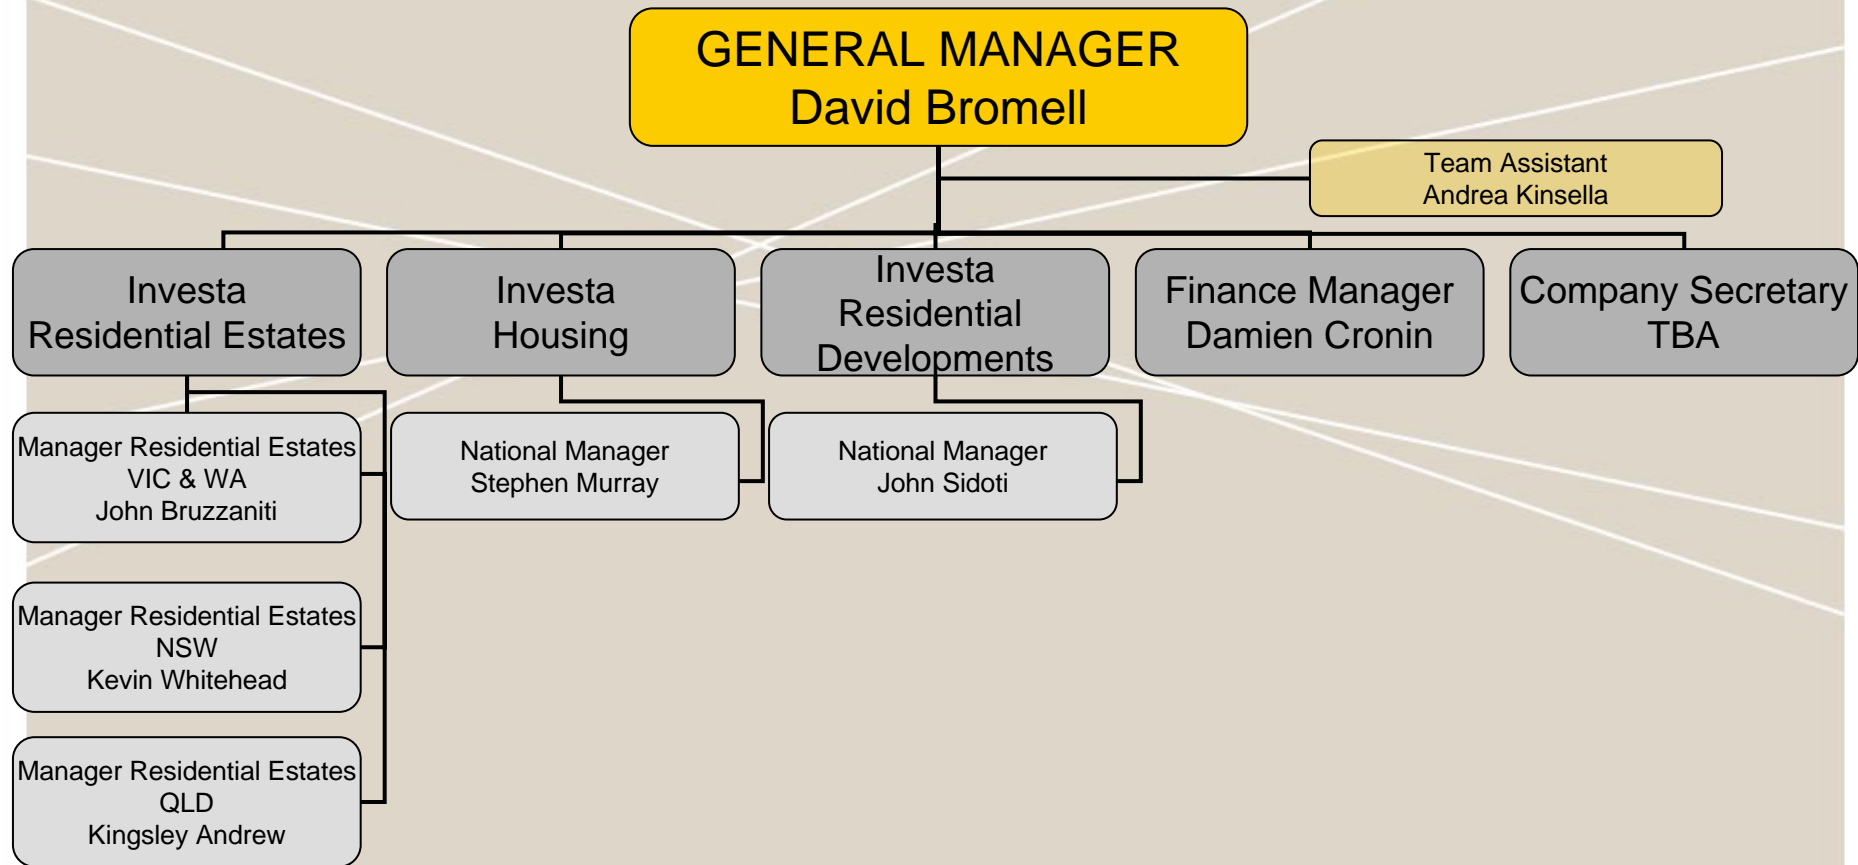 GENERAL MANAGER
David Bromell
Team Assistant
Andrea Kinsella
Investa
Residential Estates
Investa
Housing
Investa
Residential
Developments
Finance Manager
Damien Cronin
Company Secretary
TBA
Manager Residential Estates
VIC & WA
John Bruzzaniti
National Manager
Stephen Murray
National Manager
John Sidoti
Manager Residential Estates
NSW
Kevin Whitehead
Manager Residential Estates
QLD
Kingsley Andrew